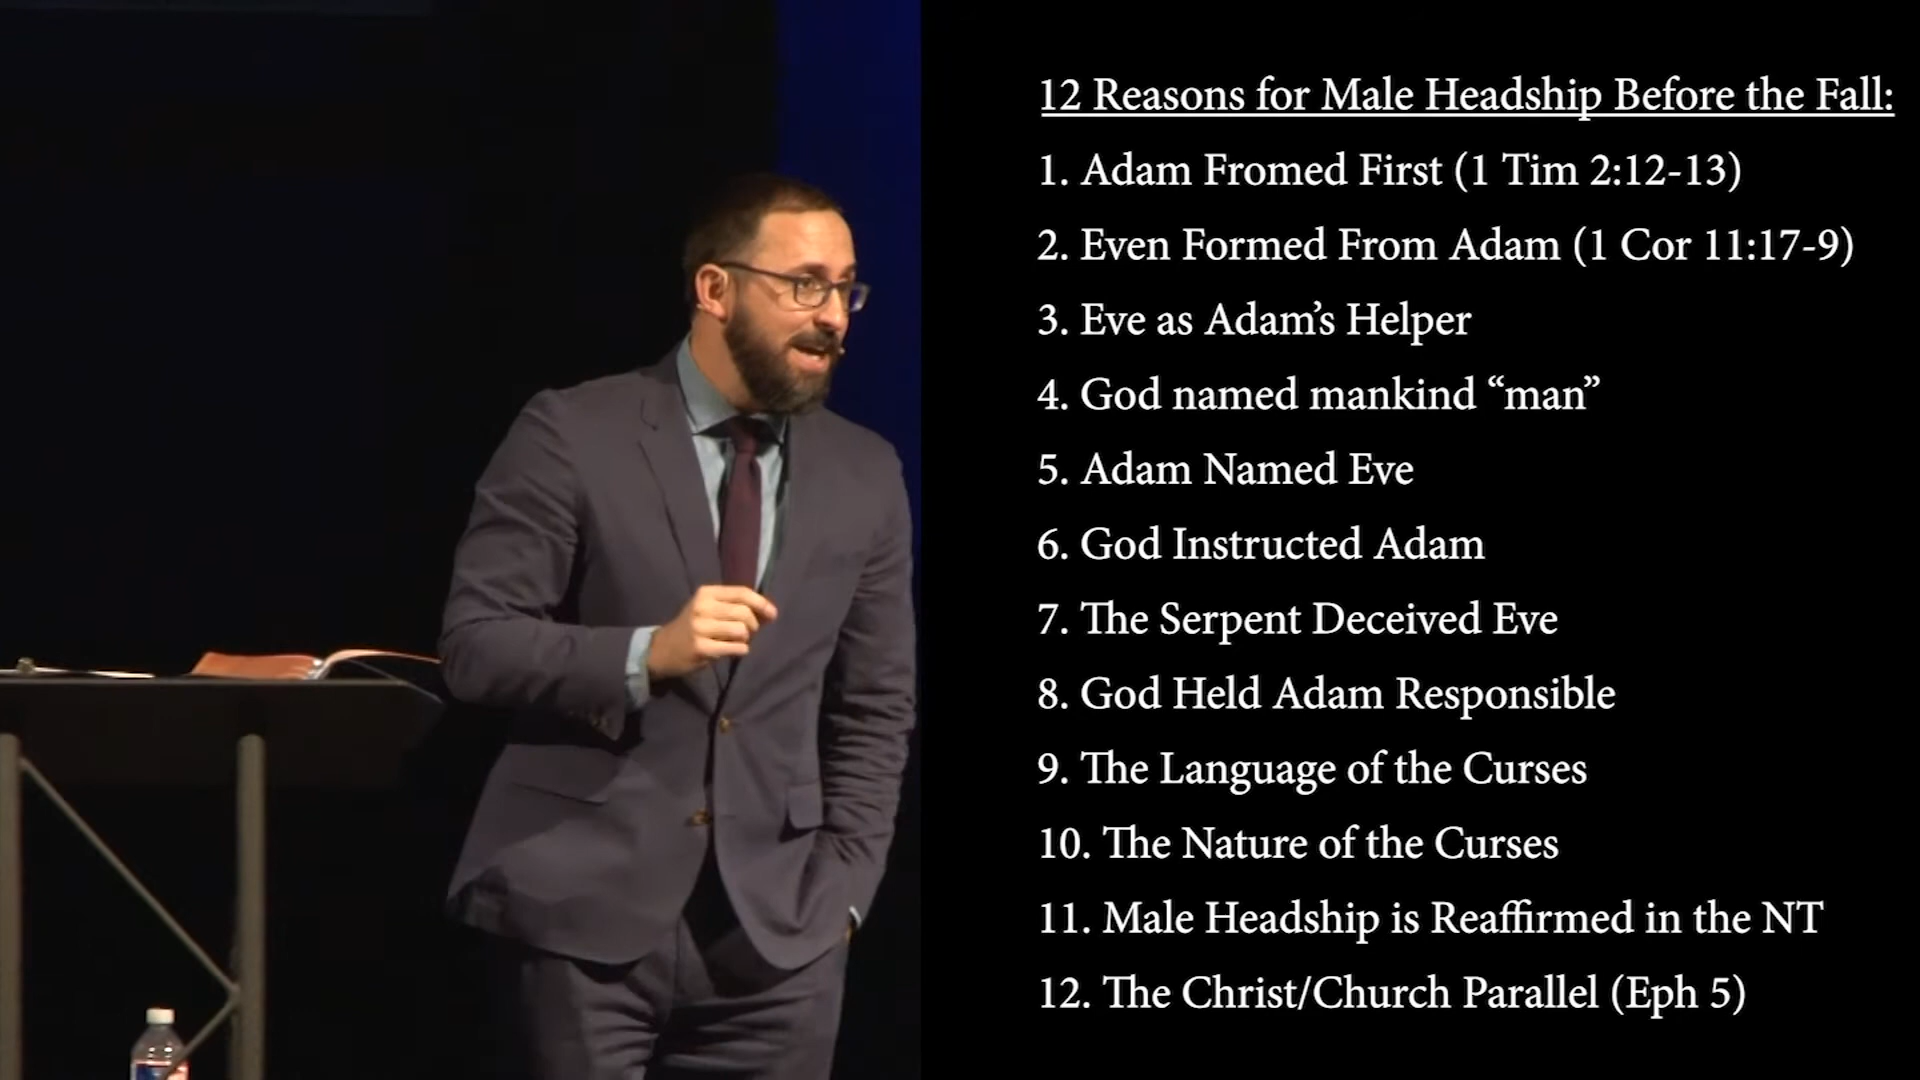 12 Reasons for Male Headship Before the Fall:
1. Adam Fromed First (1 Tim 2:12-13)
2. Even Formed From Adam (1 Cor 11:17-9)
3. Eve as Adam’s Helper
4. God named mankind “man”
5. Adam Named Eve
6. God Instructed Adam
7. The Serpent Deceived Eve
8. God Held Adam Responsible
9. The Language of the Curses
10. The Nature of the Curses
11. Male Headship is Reaffirmed in the NT
12. The Christ/Church Parallel (Eph 5)